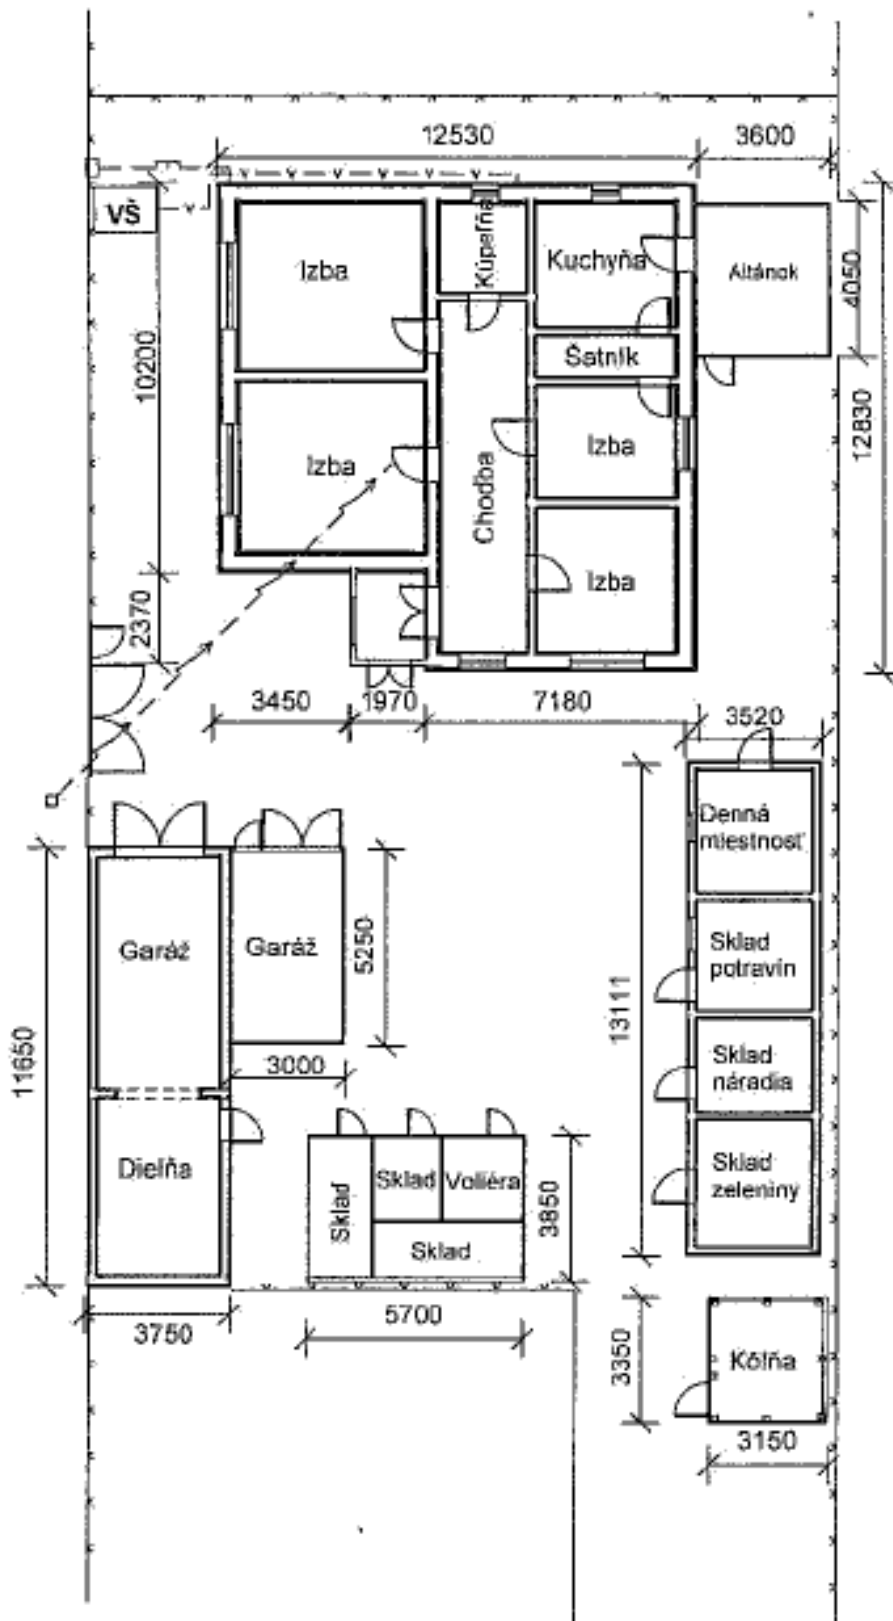 12530
3600
VŠ
Izba
Kúpeľňa
Kuchyňa
Altánok
4050
10200
Šatník
12830
Izba
Chodba
Izba
Izba
2370
3450
1970
7180
3520
Denná
miestnosť
Garáž
Garáž
5250
Sklad
potravín
13111
11650
3000
Sklad
náradia
Dielňa
Sklad
Sklad
Voliéra
3850
Sklad
zeleniny
Sklad
3750
5700
3350
Kôlňa
3150